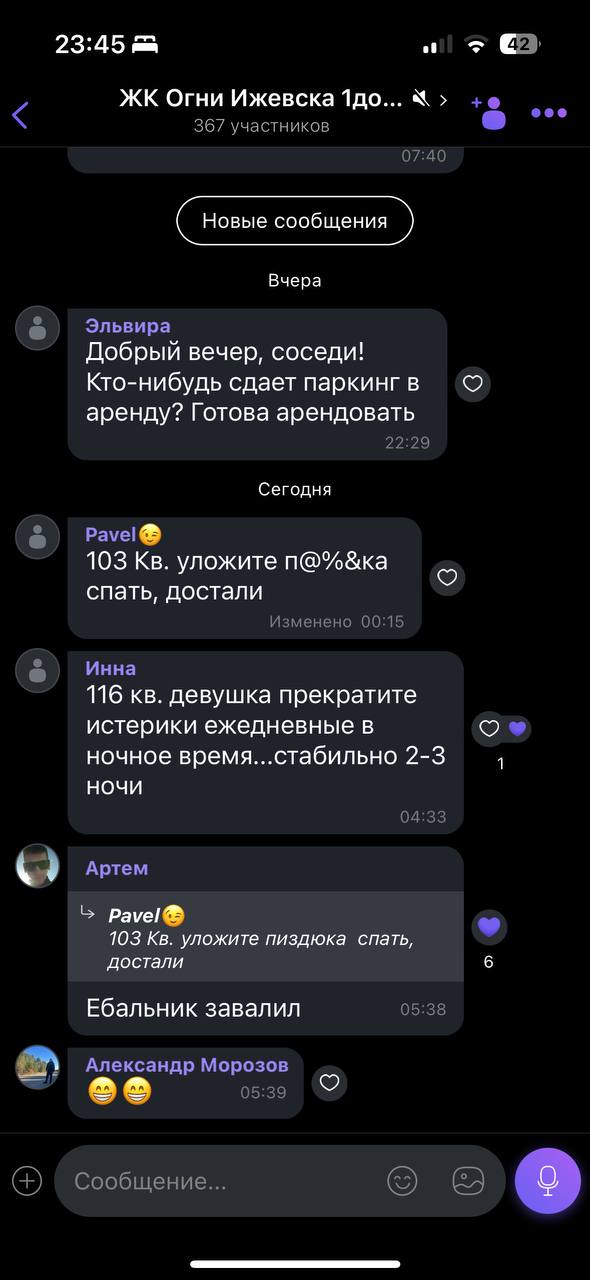 23:45
42
ЖК Огни Ижевска 1до...
367 участников
07:40
Новые сообщения
Вчера
Эльвира
Добрый вечер, соседи!
Кто-нибудь сдает паркинг в
аренду? Готова арендовать
22:29
Сегодня
Pavel😉
103 Кв. уложите п@%&ка
спать, достали
Изменено 00:15
Инна
116 кв. девушка прекратите
истерики ежедневные в
ночное время...стабильно 2-3
ночи
1
04:33
Артем
Pavel😉
103 Кв. уложите пиздюка спать,
достали
6
Ебальник завалил
05:38
Александр Морозов
😁😁
05:39
Сообщение...